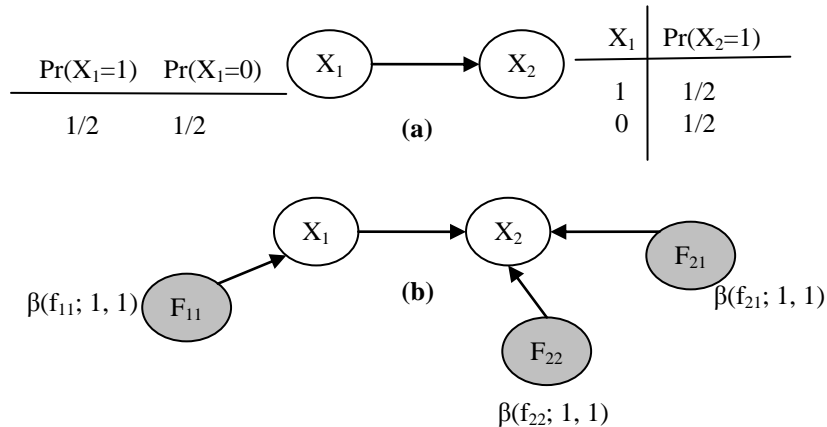 Pr(X₁=1) Pr(X₁=0)
1/2 1/2
X₁
X₂
X₁ Pr(X₂=1)
1 1/2
0 1/2
(a)
X₁
X₂
F₁₁
β(f₁₁; 1, 1)
F₂₁
β(f₂₁; 1, 1)
(b)
F₂₂
β(f₂₂; 1, 1)